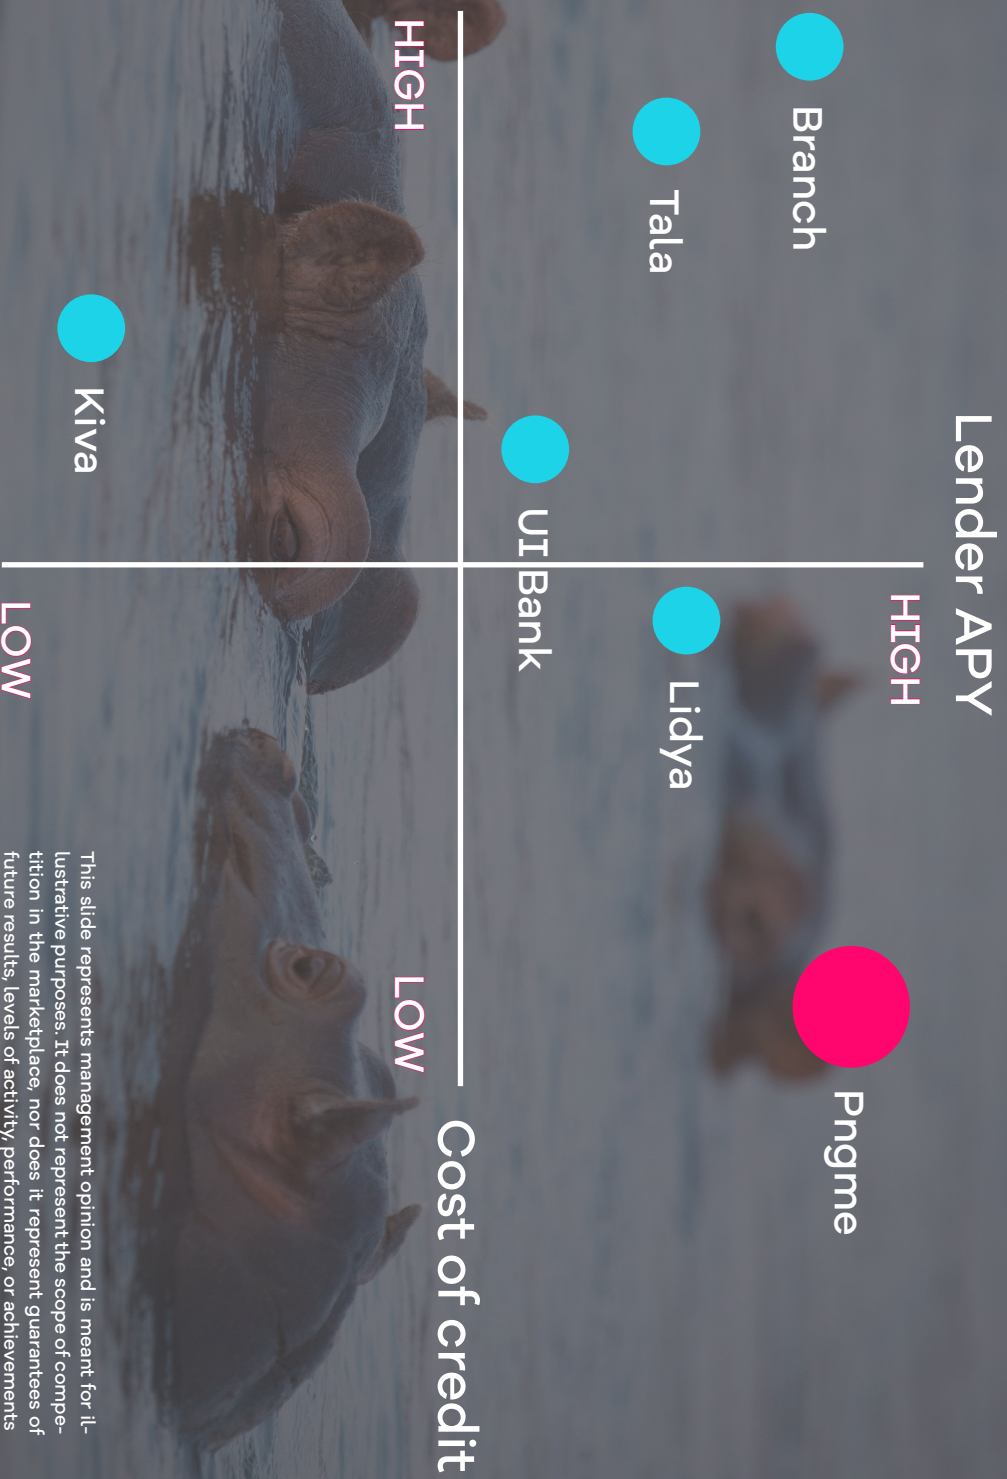 Lender APY
HIGH
Branch
Pngme
Tala
Lidya
UI Bank
HIGH
LOW
Cost of credit
Kiva
LOW
This slide represents management opinion and is meant for il-
lustrative purposes. It does not represent the scope of compe-
tition in the marketplace, nor does it represent guarantees of
future results, levels of activity, performance, or achievements